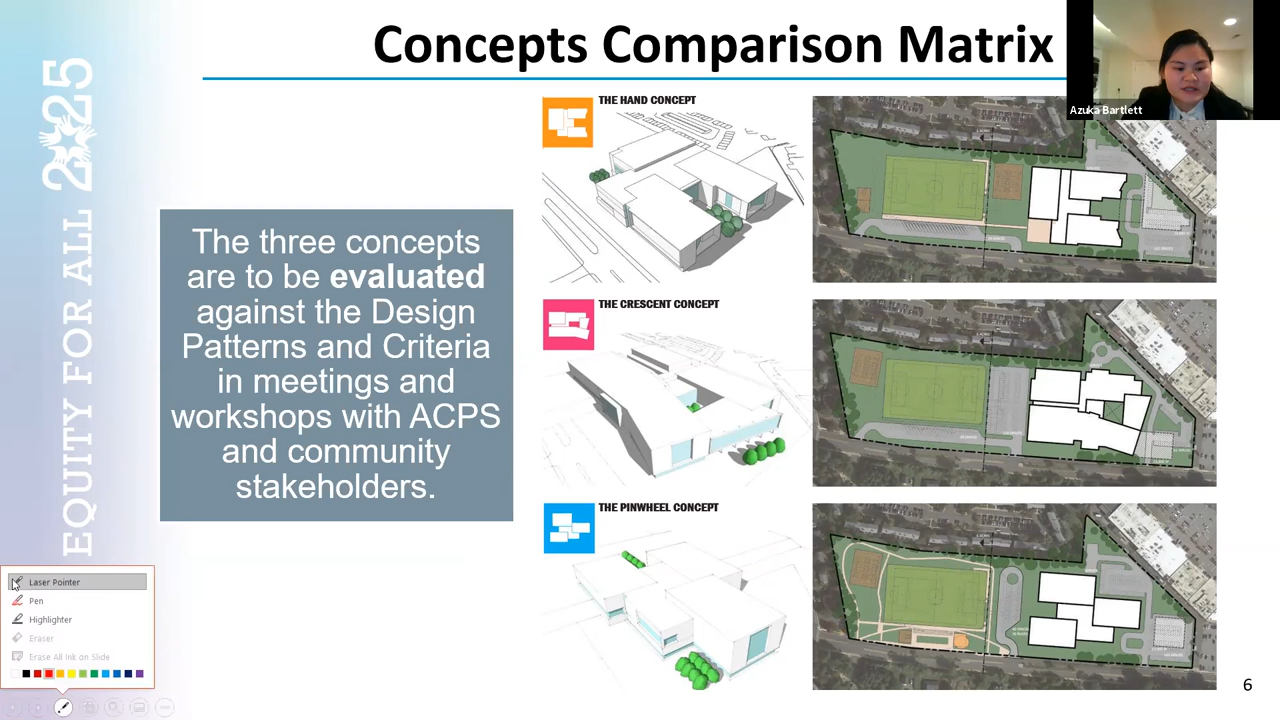 Concepts Comparison Matrix
Azuka Bartlett
EQUITY FOR ALL 2025
The three concepts
are to be evaluated
against the Design
Patterns and Criteria
in meetings and
workshops with ACPS
and community
stakeholders.
THE HAND CONCEPT
THE CRESCENT CONCEPT
THE PINWHEEL CONCEPT
Laser Pointer
Pen
Highlighter
Eraser
Erase All Ink on Slide
6